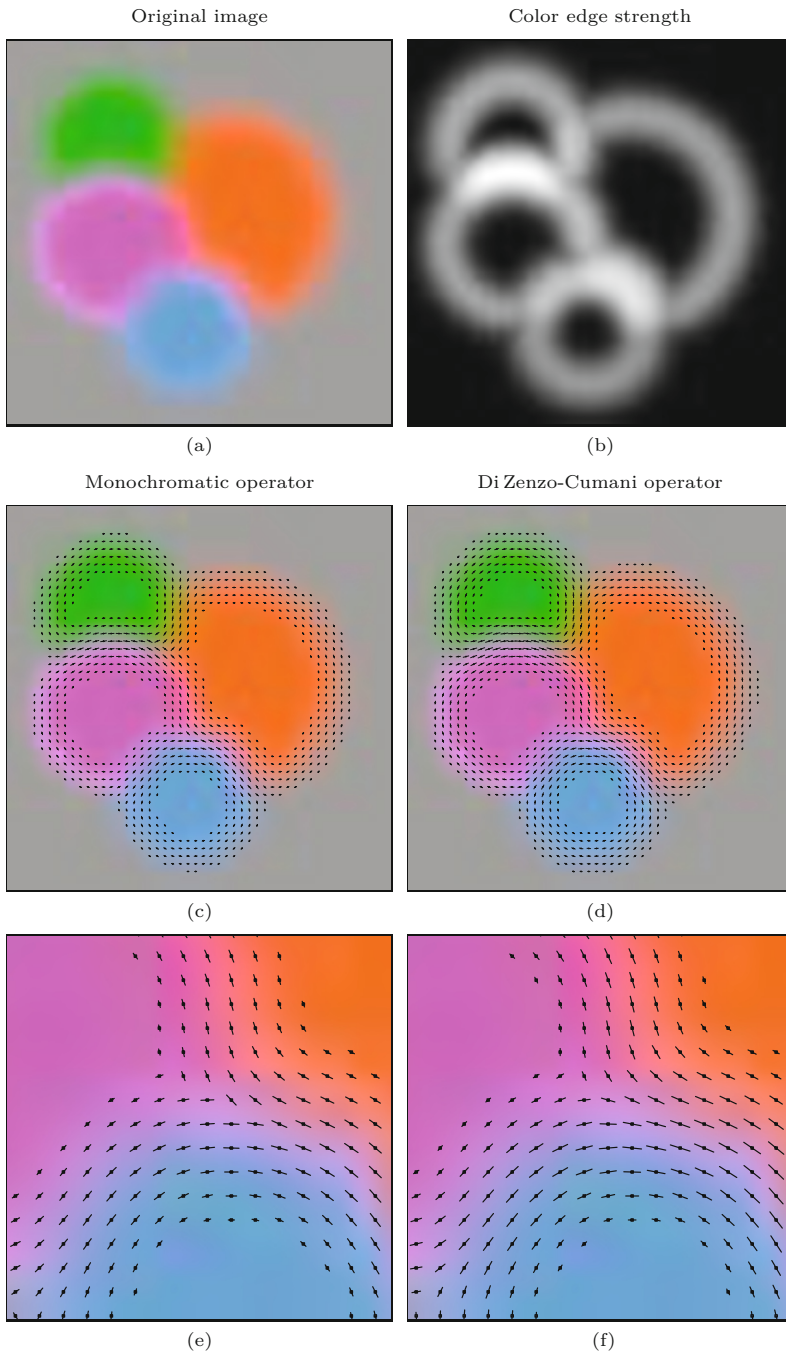 Original image
Color edge strength
(a)
(b)
Monochromatic operator
Di Zenzo-Cumani operator
(c)
(d)
(e)
(f)